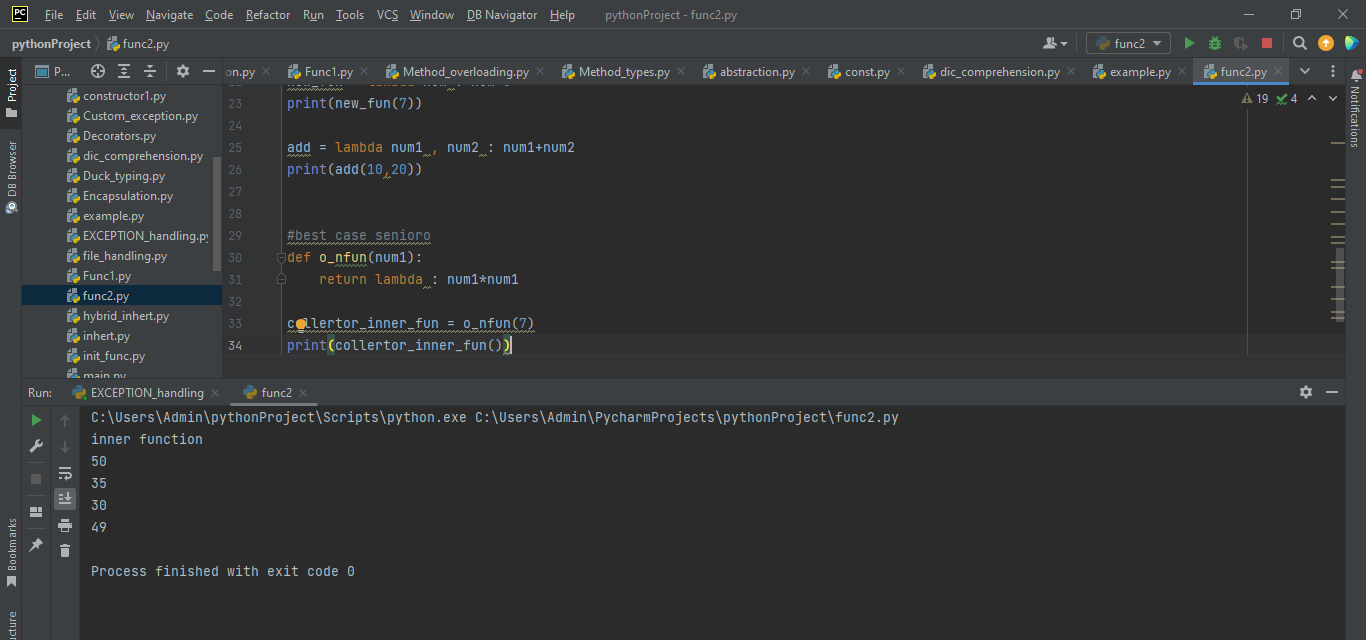 PC File Edit View Navigate Code Refactor Run Tools VCS Window DB Navigator Help pythonProject - func2.py
pythonProject func2.py func2
Project P... on.py Func1.py Method_overloading.py Method_types.py abstraction.py const.py dic_comprehension.py example.py func2.py Notifications
DB Browser
constructor1.py
Custom_exception.py
Decorators.py
dic_comprehension.py
Duck_typing.py
Encapsulation.py
example.py
EXCEPTION_handling.py
file_handling.py
Func1.py
func2.py
hybrid_inhert.py
inhert.py
init_func.py
main.py
19 4
23 print(new_fun(7))
24
25 add = lambda num1 , num2 : num1+num2
26 print(add(10,20))
27
28
29 #best case senioro
30 def o_nfun(num1):
31 return lambda : num1*num1
32
33 collertor_inner_fun = o_nfun(7)
34 print(collertor_inner_fun())
Run: EXCEPTION_handling func2
C:\Users\Admin\pythonProject\Scripts\python.exe C:\Users\Admin\PycharmProjects\pythonProject\func2.py
inner function
50
35
30
49
Process finished with exit code 0
Bookmarks